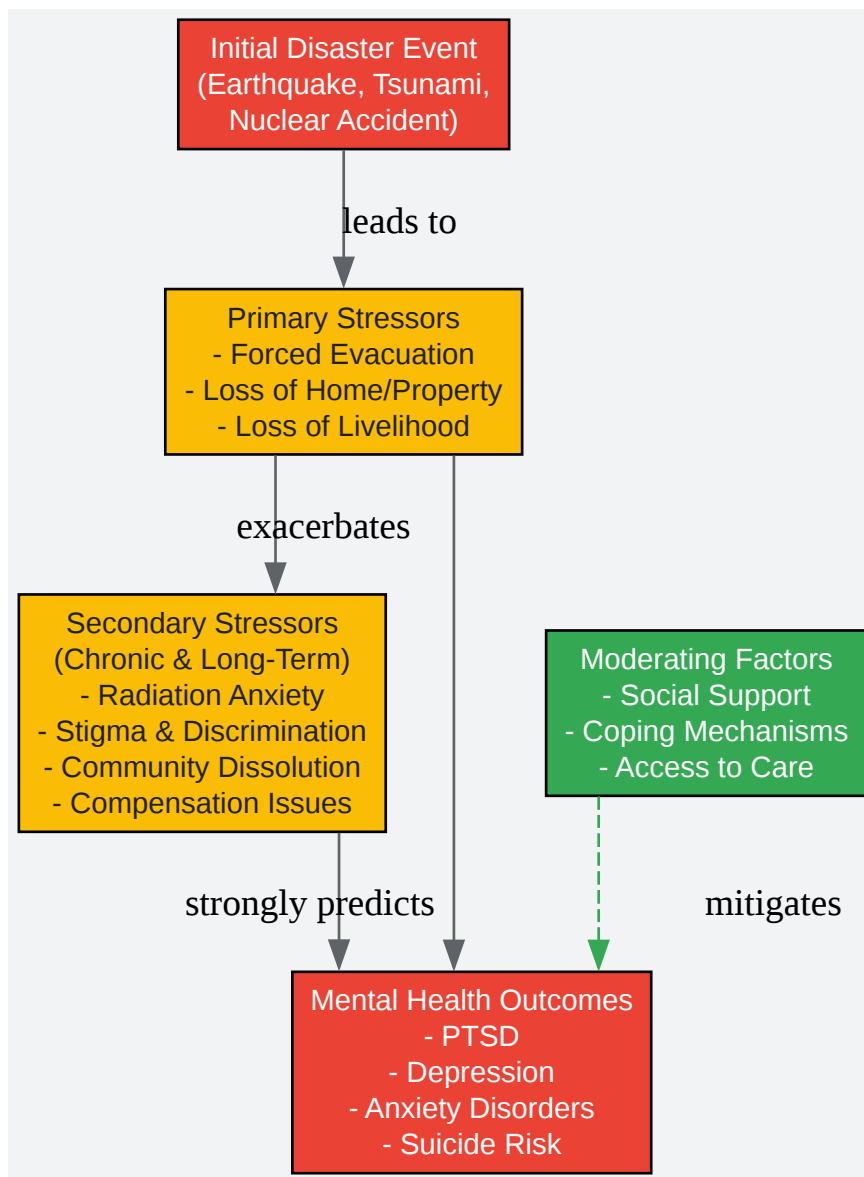 Initial Disaster Event
(Earthquake, Tsunami,
Nuclear Accident)
leads to
Primary Stressors
- Forced Evacuation
- Loss of Home/Property
- Loss of Livelihood
exacerbates
Secondary Stressors
(Chronic & Long-Term)
- Radiation Anxiety
- Stigma & Discrimination
- Community Dissolution
- Compensation Issues
Moderating Factors
- Social Support
- Coping Mechanisms
- Access to Care
strongly predicts
mitigates
Mental Health Outcomes
- PTSD
- Depression
- Anxiety Disorders
- Suicide Risk